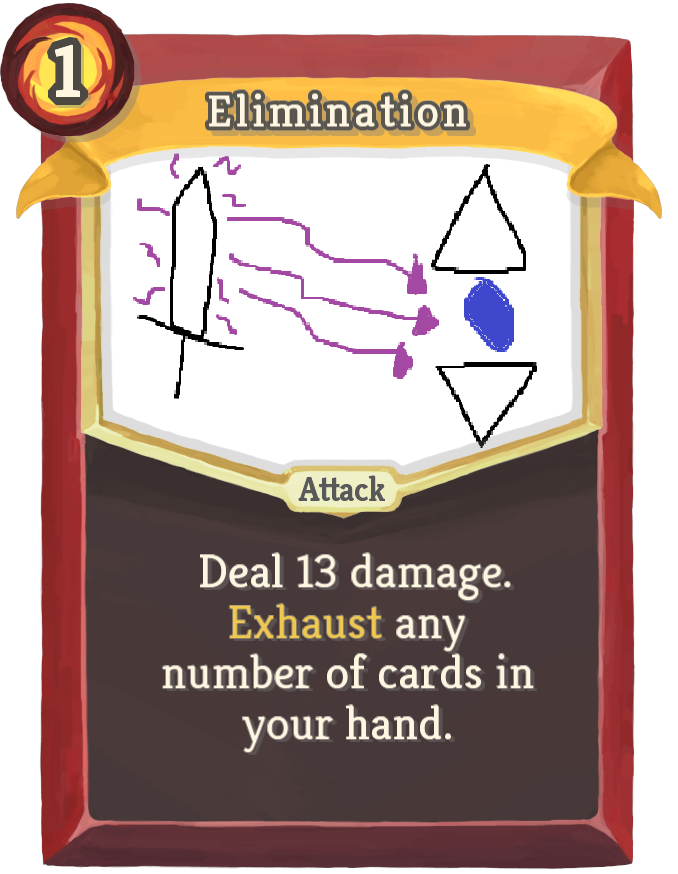 1
Elimination
Attack
Deal 13 damage.
Exhaust any
number of cards in
your hand.